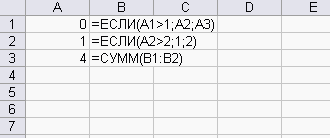 A B C D E
1 0 =ЕСЛИ(A1>1;A2;A3)
2 1 =ЕСЛИ(A2>2;1;2)
3 4 =СУММ(B1:B2)
4
5
6
7